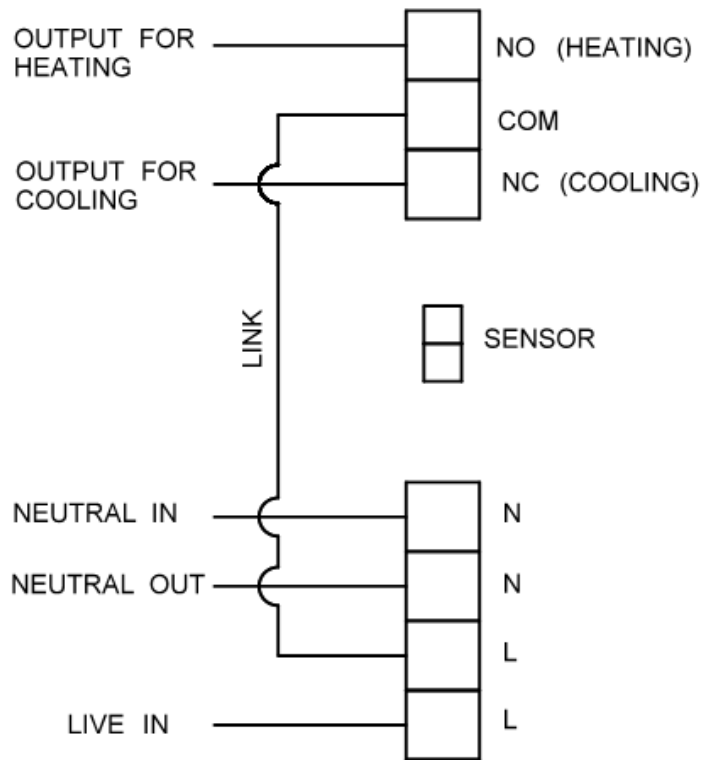 OUTPUT FOR
HEATING
NO (HEATING)
COM
OUTPUT FOR
COOLING
NC (COOLING)
LINK
SENSOR
NEUTRAL IN
N
NEUTRAL OUT
N
L
LIVE IN
L